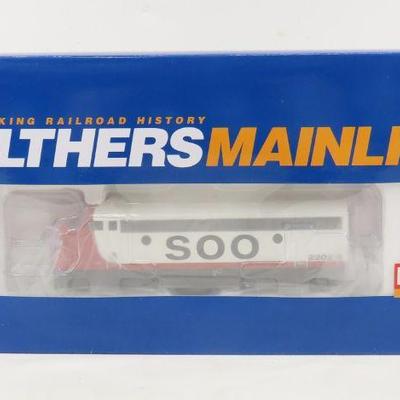 KING RAILROAD HISTORY
LTHERSMAINLI
SOO